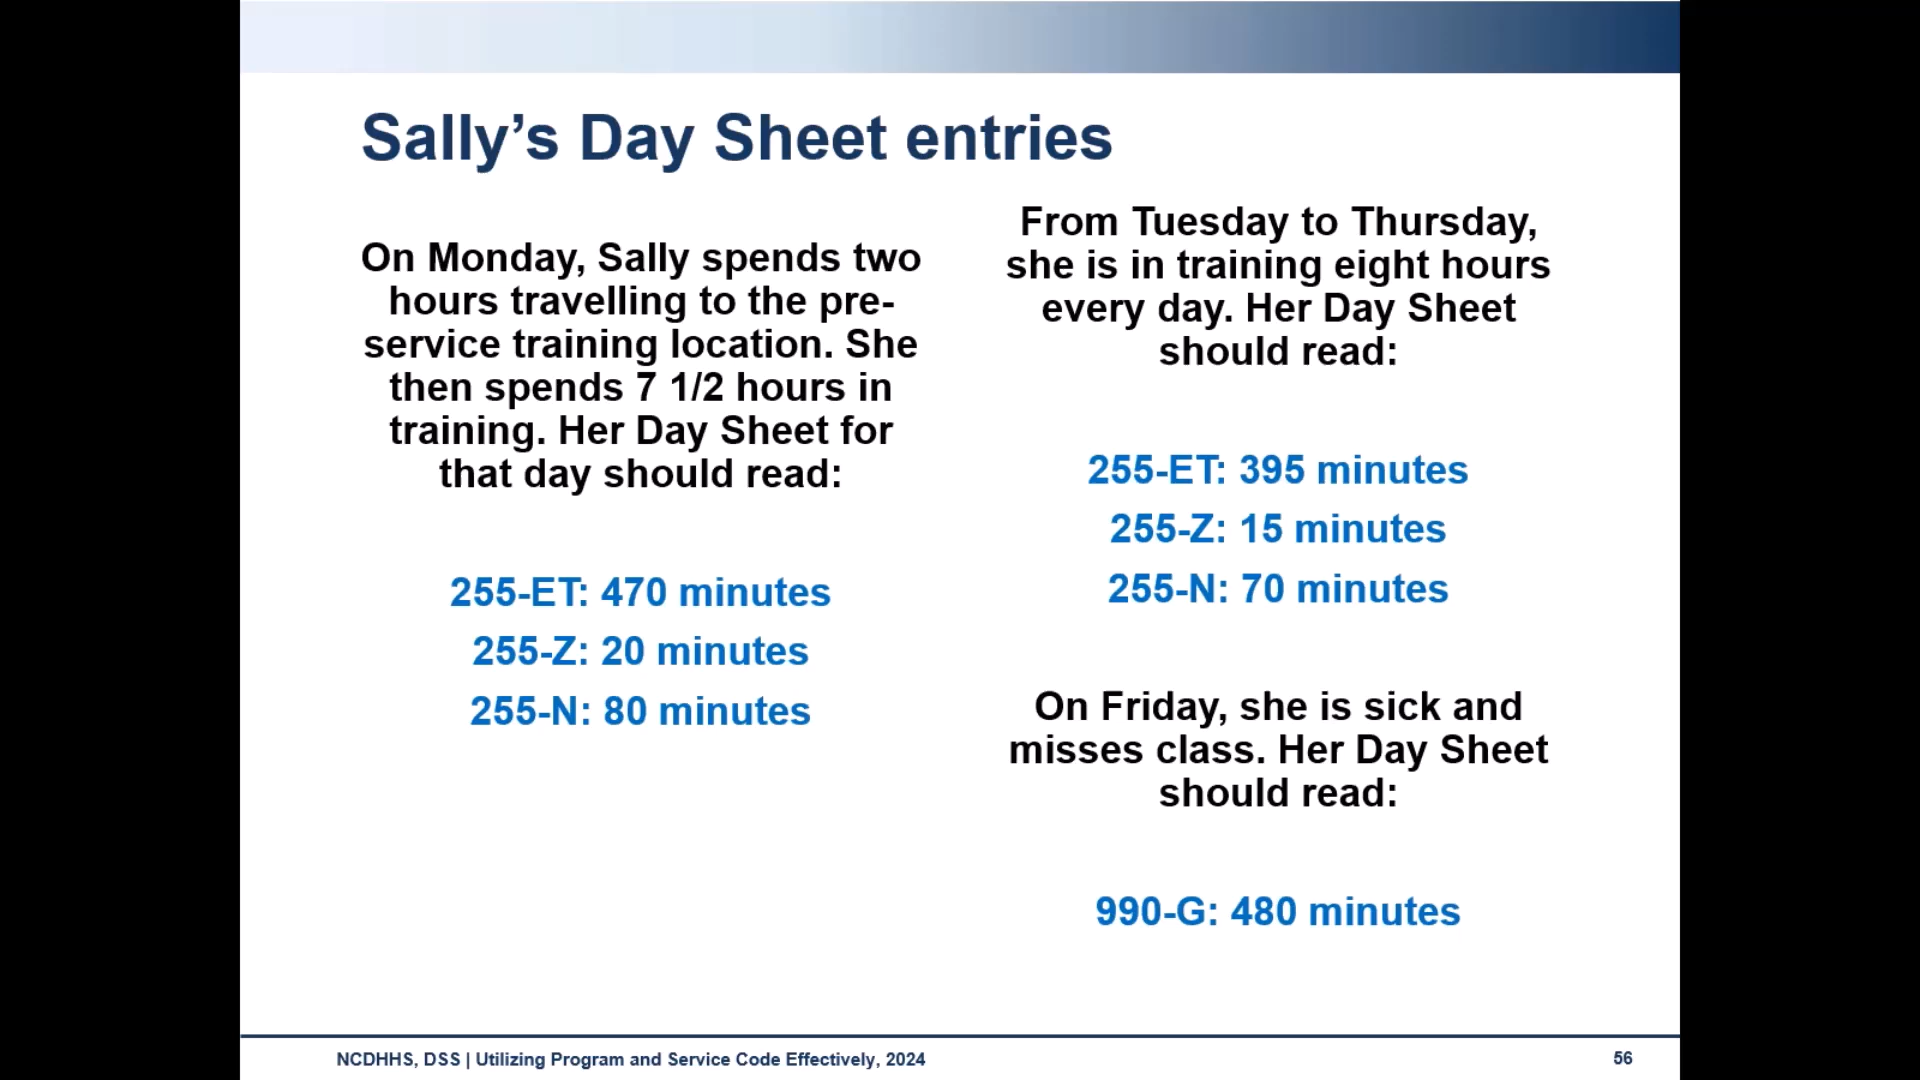 Sally’s Day Sheet entries
On Monday, Sally spends two
hours travelling to the pre-
service training location. She
then spends 7 1/2 hours in
training. Her Day Sheet for
that day should read:
255-ET: 470 minutes
255-Z: 20 minutes
255-N: 80 minutes
From Tuesday to Thursday,
she is in training eight hours
every day. Her Day Sheet
should read:
255-ET: 395 minutes
255-Z: 15 minutes
255-N: 70 minutes
On Friday, she is sick and
misses class. Her Day Sheet
should read:
990-G: 480 minutes
NCDHHS, DSS | Utilizing Program and Service Code Effectively, 2024
56